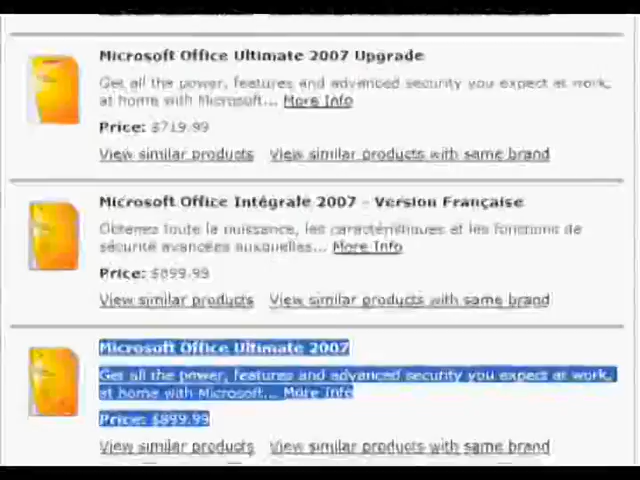 Microsoft Office Ultimate 2007 Upgrade
Get all the power, features and advanced security you expect at work,
at home with Microsoft... More Info
Price: $719.99
View similar products View similar products with same brand
Microsoft Office Intégrale 2007 - Version Française
Obtenez toute la puissance, les caractéristiques et les fonctions de
sécurité avancées auxquelles... More Info
Price: $899.99
View similar products View similar products with same brand
Microsoft Office Ultimate 2007
Get all the power, features and advanced security you expect at work,
at home with Microsoft... More Info
Price: $899.99
View similar products View similar products with same brand